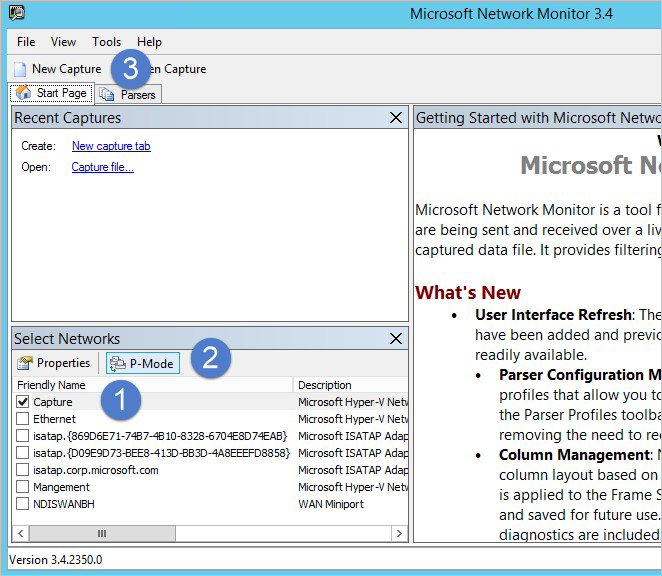 Microsoft Network Monitor 3.4
File View Tools Help
New Capture 3 en Capture
Start Page Parsers
Recent Captures
Create: New capture tab
Open: Capture file...
Select Networks
Properties P-Mode 2
Friendly Name Description
Capture 1 Microsoft Hyper-V Netw
Ethernet Microsoft Hyper-V Netw
isatap.{869D6E71-74B7-4B10-8328-6704E8D74EAB} Microsoft ISATAP Adap
isatap.{D09E9D73-BEE8-413D-BB3D-4A8EEEFD8858} Microsoft ISATAP Adap
isatap.corp.microsoft.com Microsoft ISATAP Adap
Mangement Microsoft Hyper-V Netw
NDISWANBH WAN Miniport
Getting Started with Microsoft Netwo
Microsoft N
Microsoft Network Monitor is a tool f
are being sent and received over a liv
captured data file. It provides filtering
What's New
• User Interface Refresh: The
have been added and previo
readily available.
• Parser Configuration M
profiles that allow you to
the Parser Profiles toolba
removing the need to re
• Column Management: N
column layout based on
is applied to the Frame S
and saved for future use.
diagnostics are included
Version 3.4.2350.0